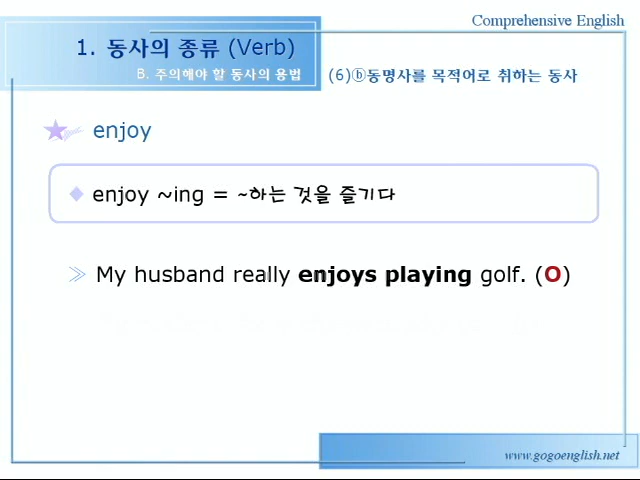 Comprehensive English
1. 동사의 종류 (Verb)
B. 주의해야 할 동사의 용법
(6)ⓑ동명사를 목적어로 취하는 동사
enjoy
enjoy ~ing = ~하는 것을 즐기다
My husband really enjoys playing golf. (O)
www.gogoenglish.net